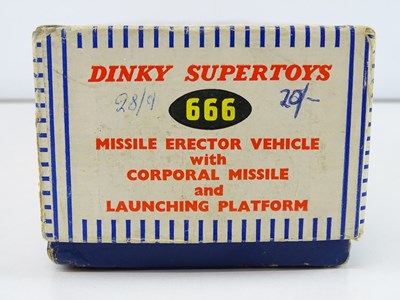 DINKY SUPERTOYS
28/9 666 20/-
MISSILE ERECTOR VEHICLE
with
CORPORAL MISSILE
and
LAUNCHING PLATFORM